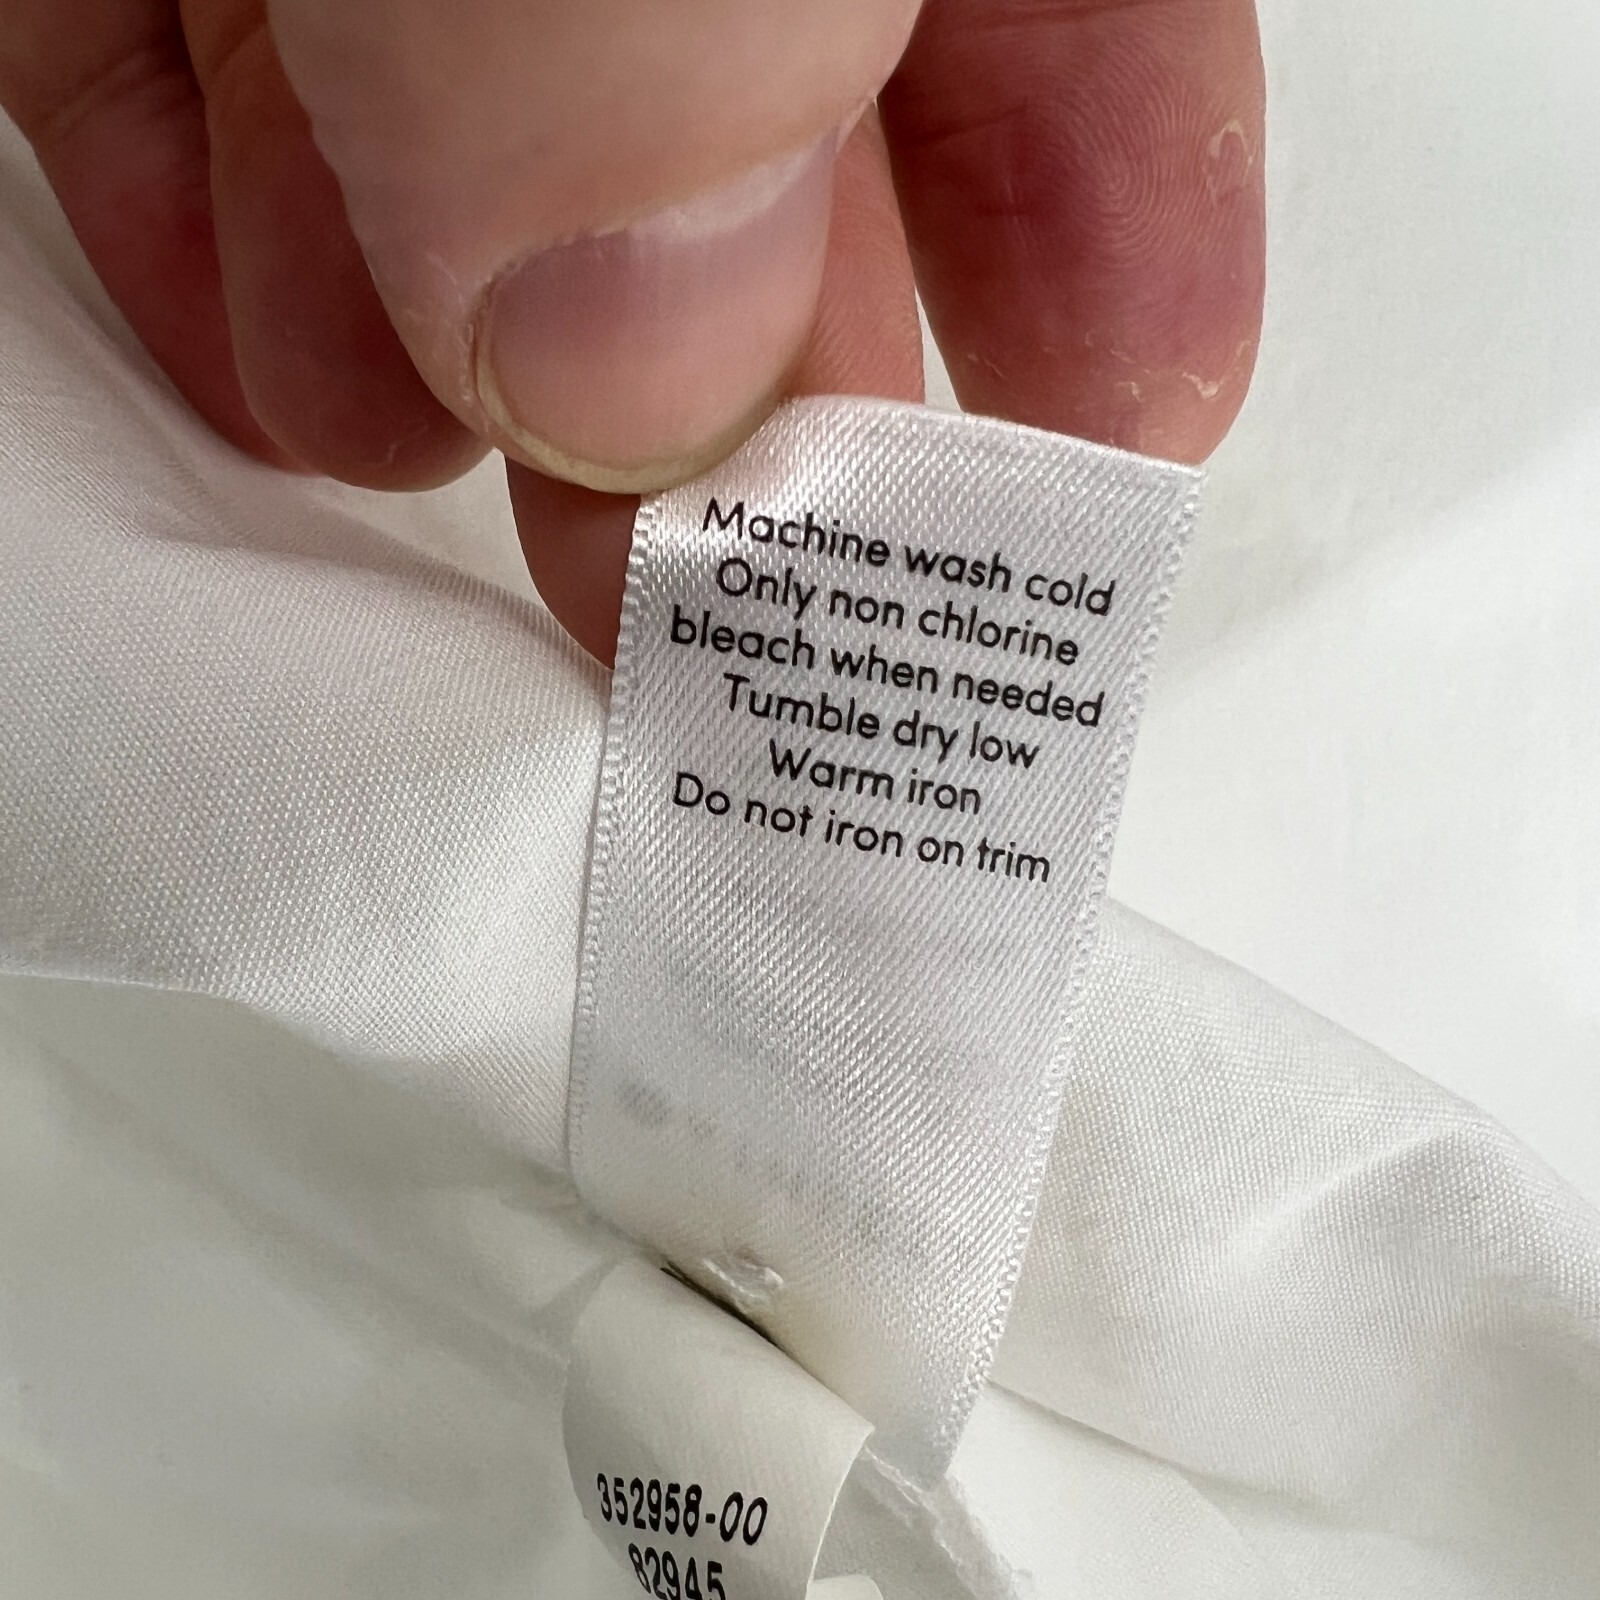 Machine wash cold
Only non chlorine
bleach when needed
Tumble dry low
Warm iron
Do not iron on trim
352958-00
82945